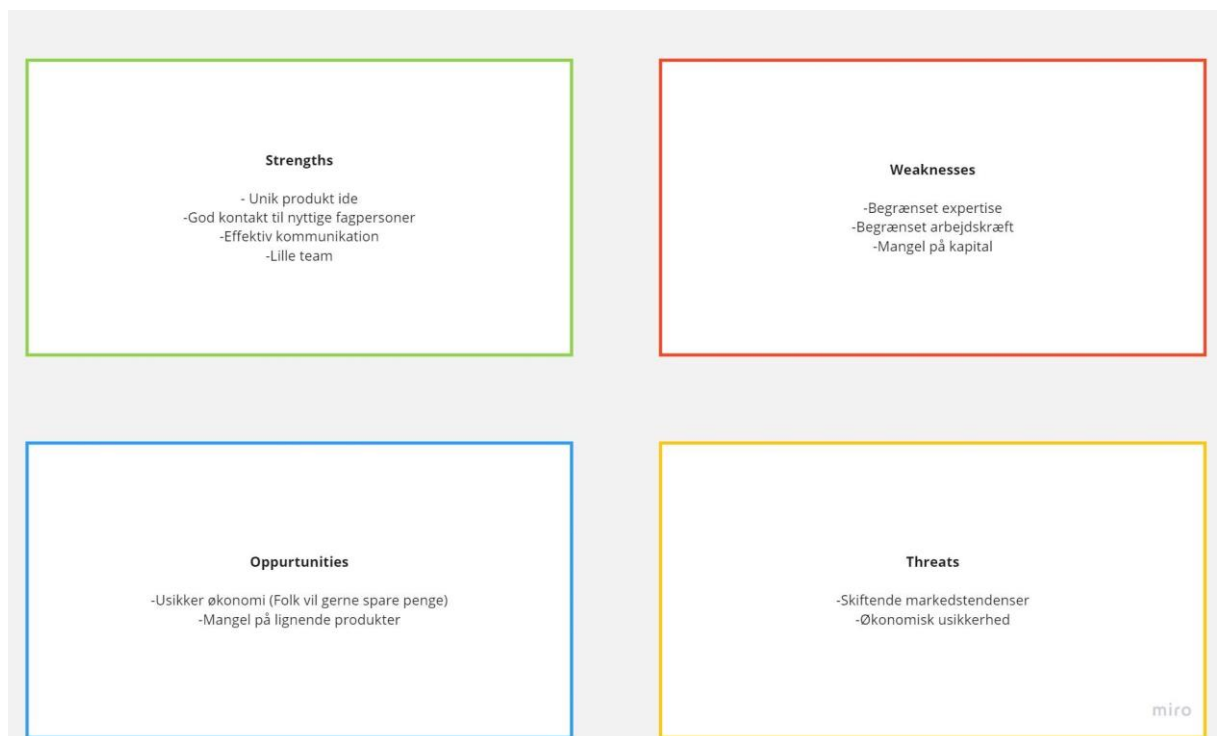 Strengths
- Unik produkt ide
-God kontakt til nyttige fagpersoner
-Effektiv kommunikation
-Lille team
Weaknesses
-Begrænset expertise
-Begrænset arbejdskræft
-Mangel på kapital
Oppurtunities
-Usikker økonomi (Folk vil gerne spare penge)
-Mangel på lignende produkter
Threats
-Skiftende markedstendenser
-Økonomisk usikkerhed
miro